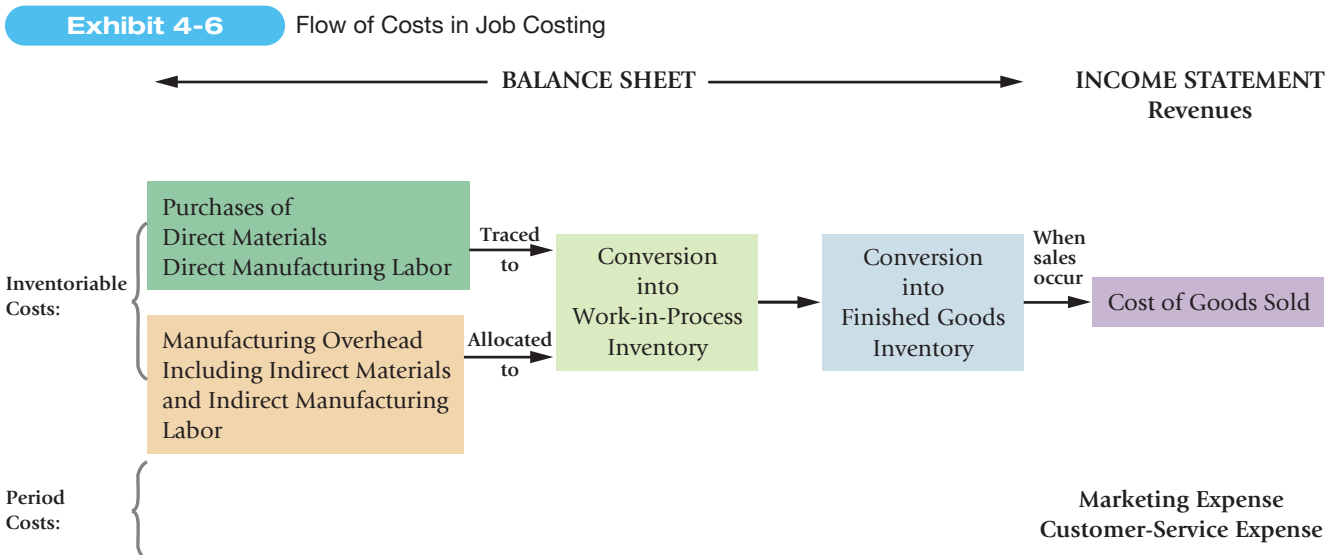 Exhibit 4-6 Flow of Costs in Job Costing
BALANCE SHEET
INCOME STATEMENT
Revenues
Inventoriable
Costs:
Purchases of
Direct Materials
Direct Manufacturing Labor
Traced
to
Manufacturing Overhead
Including Indirect Materials
and Indirect Manufacturing
Labor
Allocated
to
Conversion
into
Work-in-Process
Inventory
Conversion
into
Finished Goods
Inventory
When
sales
occur
Cost of Goods Sold
Period
Costs:
Marketing Expense
Customer-Service Expense